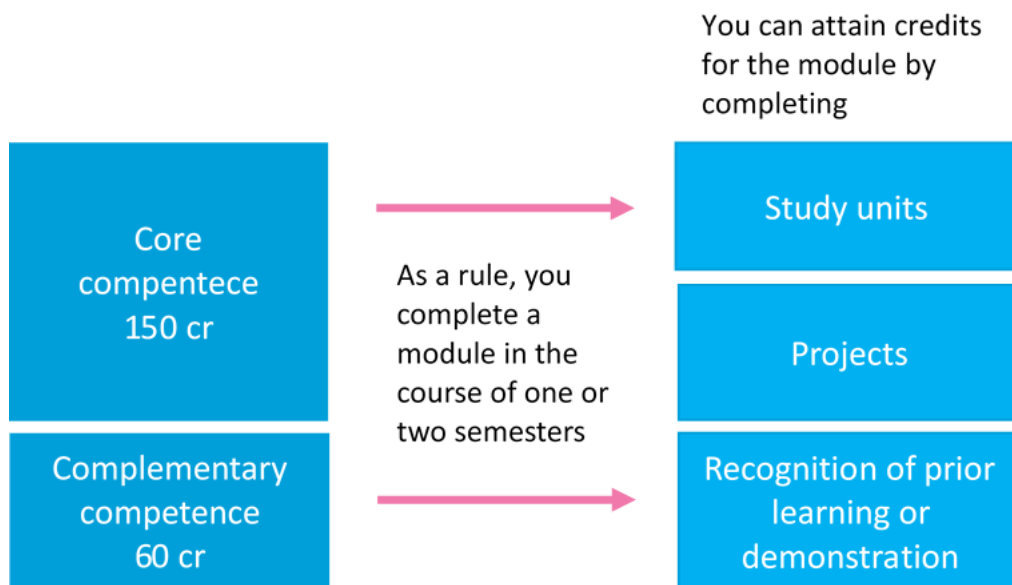 You can attain credits
for the module by
completing
Core
compentece
150 cr
Complementary
competence
60 cr
As a rule, you
complete a
module in the
course of one or
two semesters
Study units
Projects
Recognition of prior
learning or
demonstration